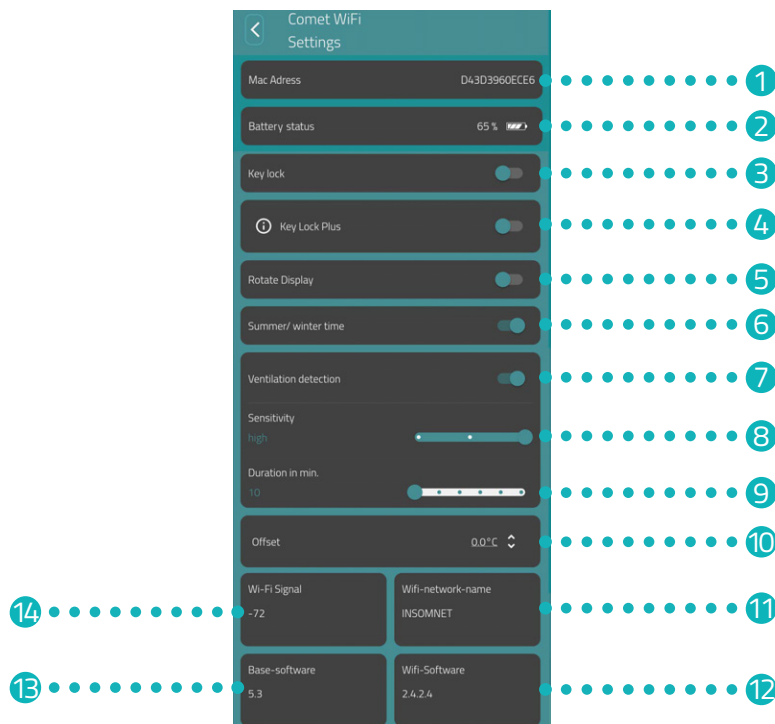 Comet WiFi
Settings
Mac Adress D43D3960ECE6 1
Battery status 65 % 2
Key lock 3
Key Lock Plus 4
Rotate Display 5
Summer/ winter time 6
Ventilation detection 7
Sensitivity
high 8
Duration in min.
10 9
Offset 0.0°C 10
Wi-Fi Signal Wifi-network-name
14 -72 INSOMNET 11
Base-software Wifi-Software
13 5.3 2.4.2.4 12